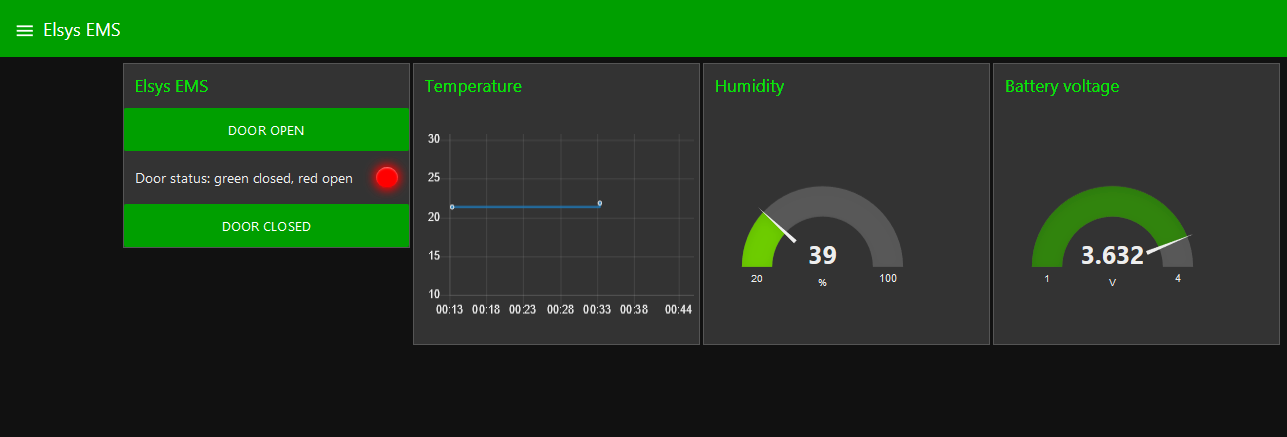 Elsys EMS
Elsys EMS
DOOR OPEN
Door status: green closed, red open
DOOR CLOSED
Temperature
30
25
20
15
10
00:13 00:18 00:23 00:28 00:33 00:38 00:44
Humidity
39
%
20
100
Battery voltage
3.632
V
1
4